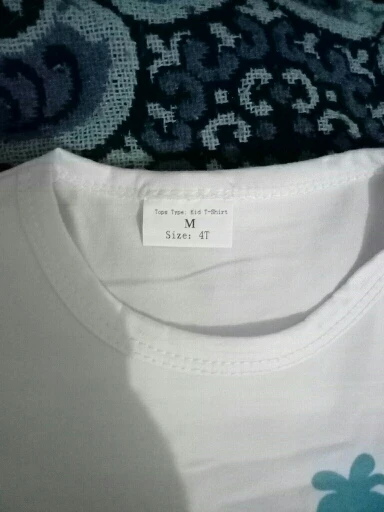 Tops Type: Kid T-Shirt
M
Size: 4T